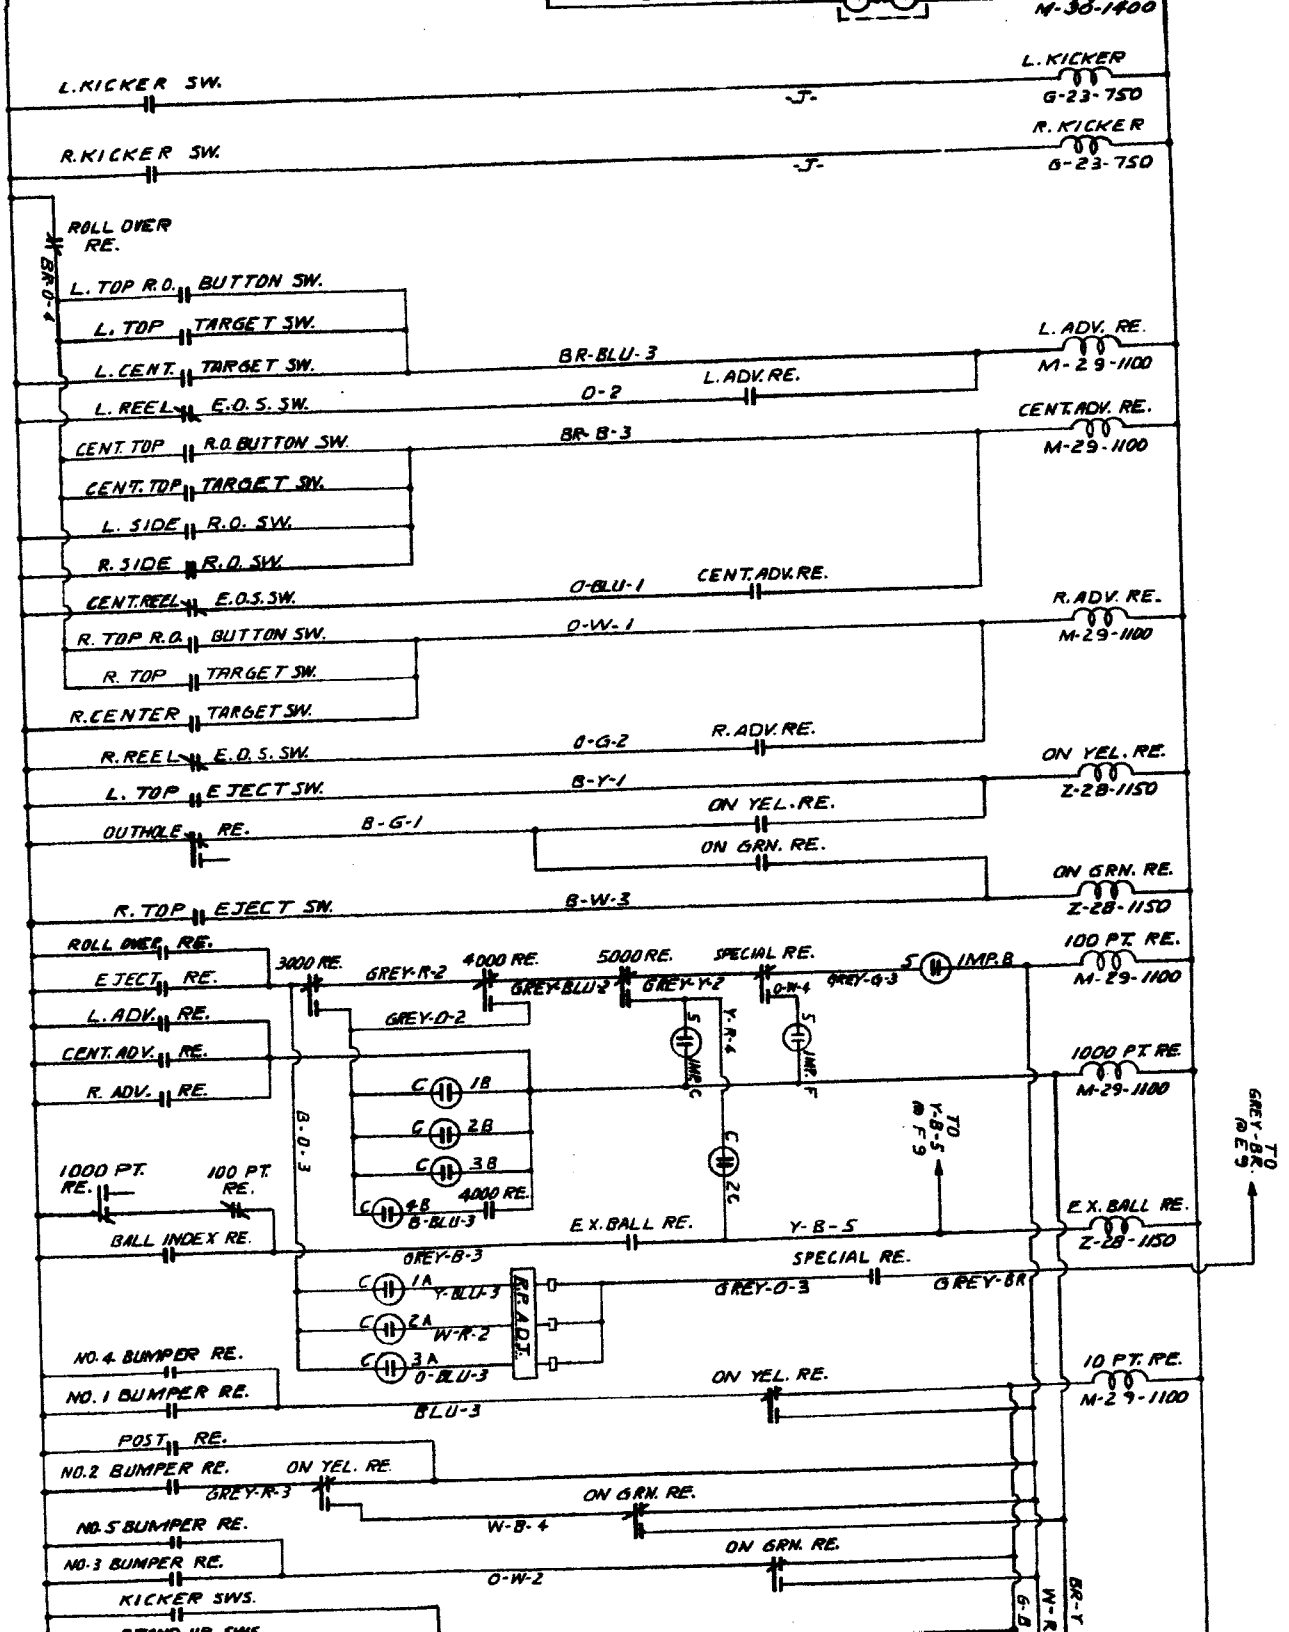 M-30-1400
L. KICKER SW.
L. KICKER
-J-
G-23-750
R. KICKER SW.
R. KICKER
-J-
G-23-750
ROLL OVER
RE.
BR-O-4
L. TOP R.O. BUTTON SW.
L. TOP TARGET SW.
L. ADV. RE.
L. CENT. TARGET SW.
BR-BLU-3
M-29-1100
L. REEL E.O.S. SW.
O-2
L. ADV. RE.
CENT. ADV. RE.
CENT. TOP R.O. BUTTON SW.
BR-B-3
M-29-1100
CENT. TOP TARGET SW.
L. SIDE R.O. SW.
R. SIDE R.O. SW.
CENT. REEL E.O.S. SW.
O-BLU-1
CENT. ADV. RE.
R. ADV. RE.
R. TOP R.O. BUTTON SW.
O-W-1
M-29-1100
R. TOP TARGET SW.
R. CENTER TARGET SW.
R. REEL E.O.S. SW.
O-G-2
R. ADV. RE.
ON YEL. RE.
L. TOP EJECT SW.
B-Y-1
Z-28-1150
OUTHOLE RE.
B-G-1
ON YEL. RE.
ON GRN. RE.
ON GRN. RE.
R. TOP EJECT SW.
B-W-3
Z-28-1150
ROLL OVER RE.
3000 RE.
4000 RE.
5000 RE.
SPECIAL RE.
100 PT. RE.
EJECT RE.
GREY-R-2
GREY-BLU-2
GREY-Y-2
O-W-4
GREY-G-3
S IMP. B
M-29-1100
L. ADV. RE.
GREY-O-2
S IMP. C
Y-R-4
S IMP. F
CENT. ADV. RE.
1000 PT. RE.
R. ADV. RE.
C 1B
M-29-1100
B-O-3
C 2B
C 3B
C 4B
B-BLU-3
4000 RE.
C 2C
TO
Y-B-5
@ F9
TO
GREY-BR.
@ E9
1000 PT.
RE.
100 PT.
RE.
EX. BALL RE.
EX. BALL RE.
Y-B-5
BALL INDEX RE.
GREY-B-3
Z-28-1150
SPECIAL RE.
C 1A
Y-BLU-3
R.P. ADJ.
GREY-O-3
GREY-BR
C 2A
W-R-2
C 3A
O-BLU-3
NO. 4 BUMPER RE.
ON YEL. RE.
10 PT. RE.
NO. 1 BUMPER RE.
BLU-3
M-29-1100
POST RE.
NO. 2 BUMPER RE.
GREY-R-3
ON YEL. RE.
ON GRN. RE.
W-B-4
NO. 5 BUMPER RE.
ON GRN. RE.
NO. 3 BUMPER RE.
O-W-2
KICKER SWS.
G-B
W-R
BR-Y